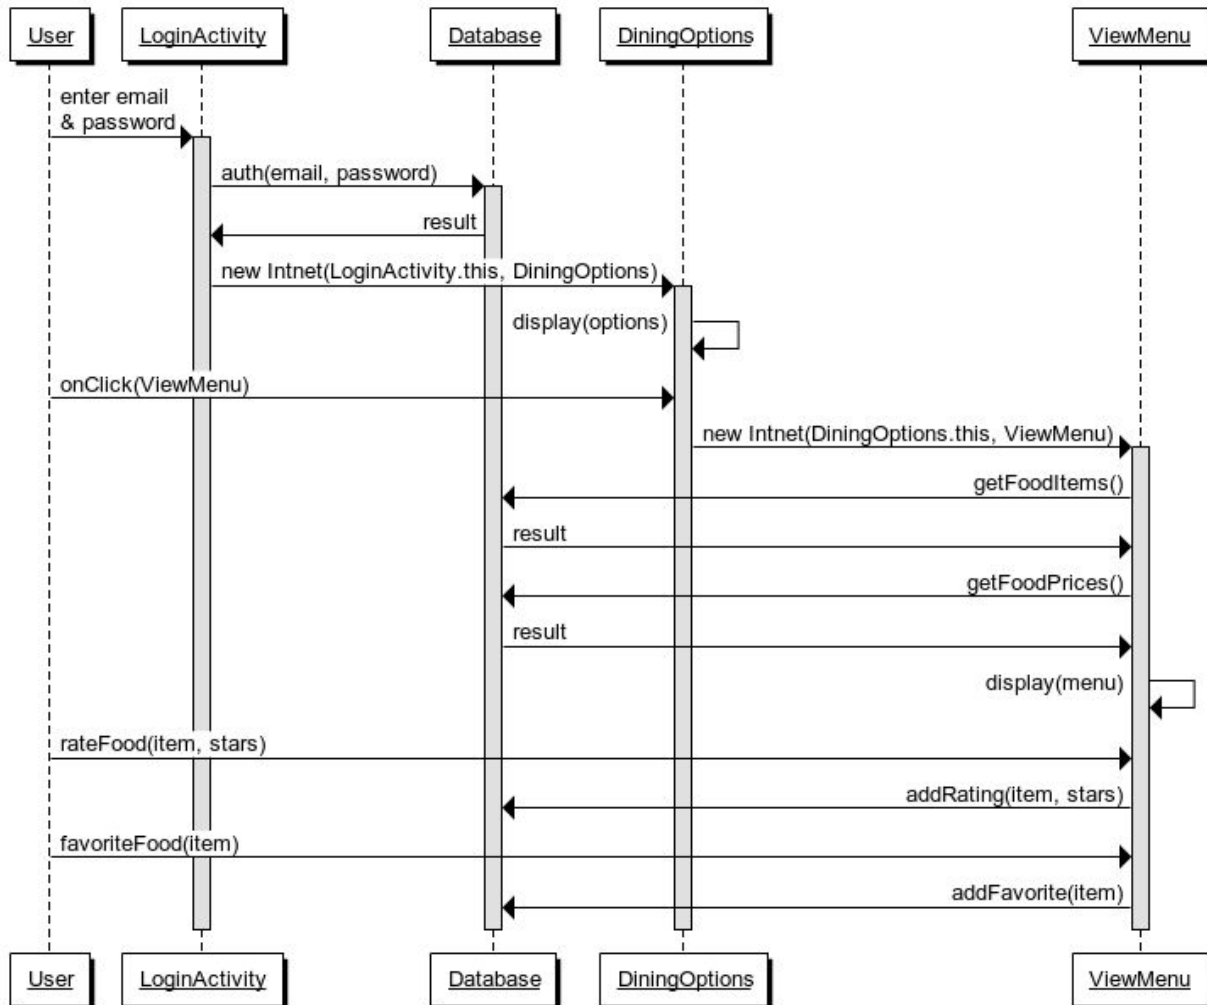 User
LoginActivity
Database
DiningOptions
ViewMenu
enter email
& password
auth(email, password)
result
new Intnet(LoginActivity.this, DiningOptions)
display(options)
onClick(ViewMenu)
new Intnet(DiningOptions.this, ViewMenu)
getFoodItems()
result
getFoodPrices()
result
display(menu)
rateFood(item, stars)
addRating(item, stars)
favoriteFood(item)
addFavorite(item)
User
LoginActivity
Database
DiningOptions
ViewMenu